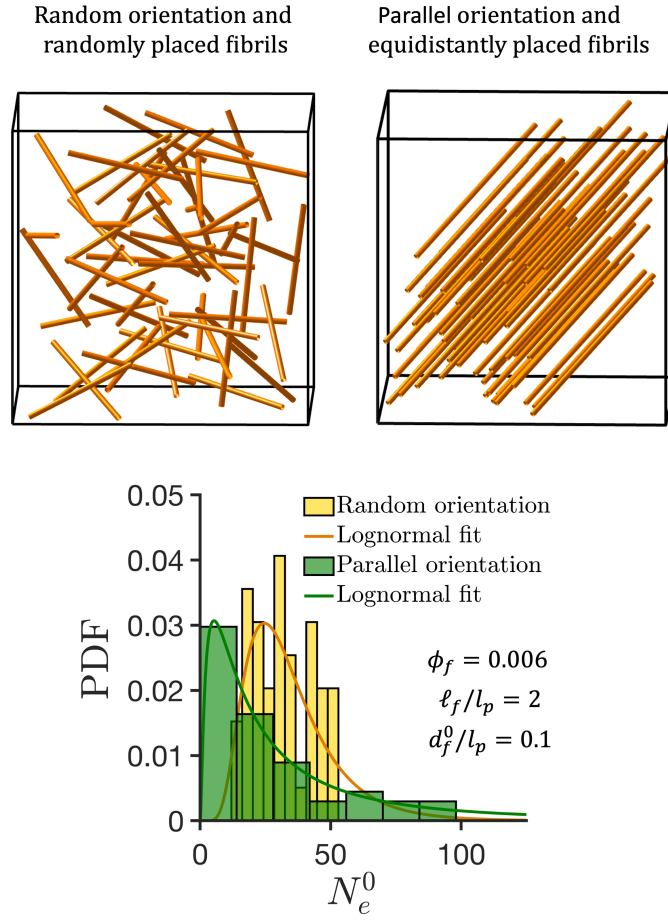 Random orientation and
randomly placed fibrils
Parallel orientation and
equidistantly placed fibrils
0.05
0.04
0.03
0.02
0.01
0
PDF
Random orientation
Lognormal fit
Parallel orientation
Lognormal fit
ϕ_f = 0.006
ℓ_f/l_p = 2
d_f^0/l_p = 0.1
0
50
100
N_e^0